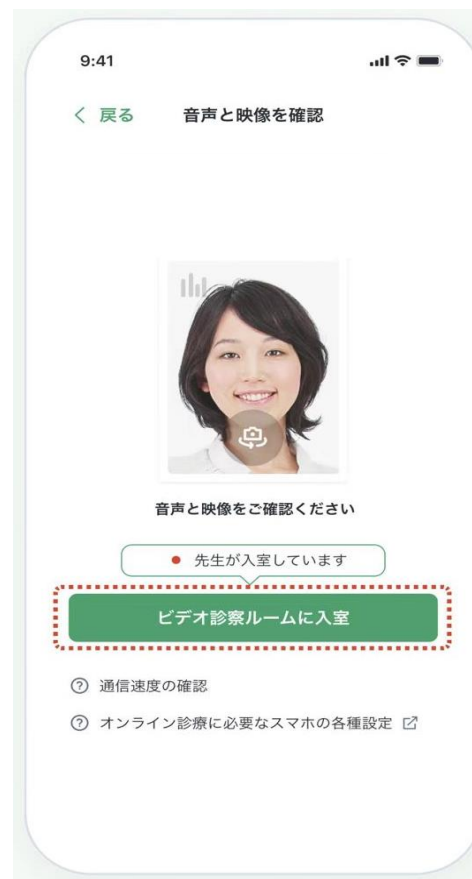 9:41
戻る 音声と映像を確認
音声と映像をご確認ください
先生が入室しています
ビデオ診察ルームに入室
通信速度の確認
オンライン診療に必要なスマホの各種設定